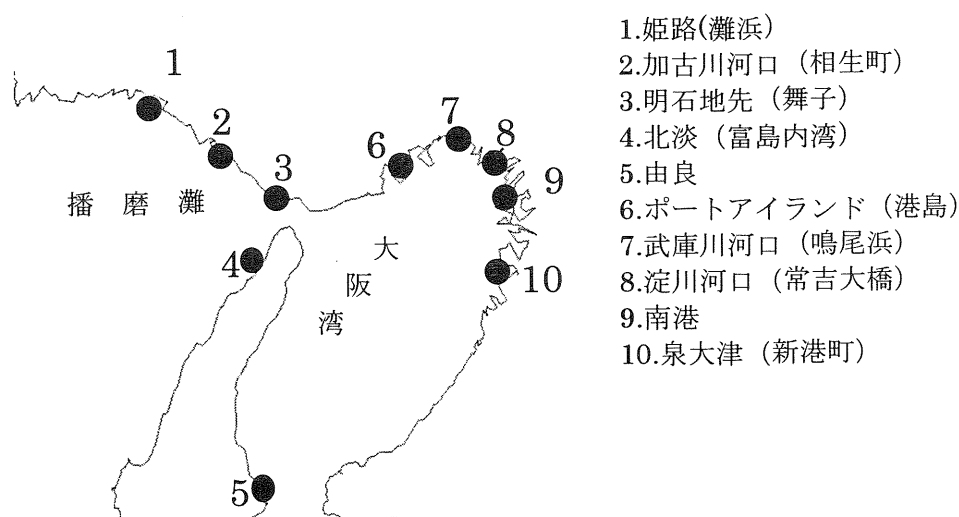 1
2
3
4
5
6
7
8
9
10
播 磨 灘
大
阪
湾
1.姫路(灘浜)
2.加古川河口（相生町）
3.明石地先（舞子）
4.北淡（富島内湾）
5.由良
6.ポートアイランド（港島）
7.武庫川河口（鳴尾浜）
8.淀川河口（常吉大橋）
9.南港
10.泉大津（新港町）